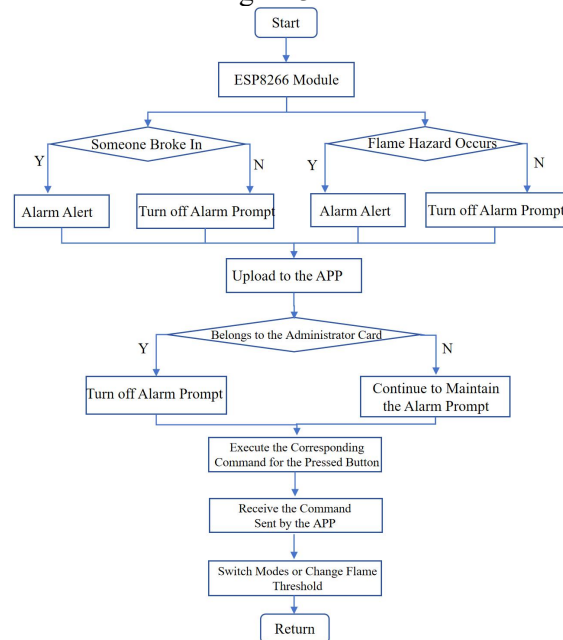 Start
ESP8266 Module
Someone Broke In
Flame Hazard Occurs
Y
N
Y
N
Alarm Alert
Turn off Alarm Prompt
Alarm Alert
Turn off Alarm Prompt
Upload to the APP
Belongs to the Administrator Card
Y
N
Turn off Alarm Prompt
Continue to Maintain
the Alarm Prompt
Execute the Corresponding
Command for the Pressed Button
Receive the Command
Sent by the APP
Switch Modes or Change Flame
Threshold
Return